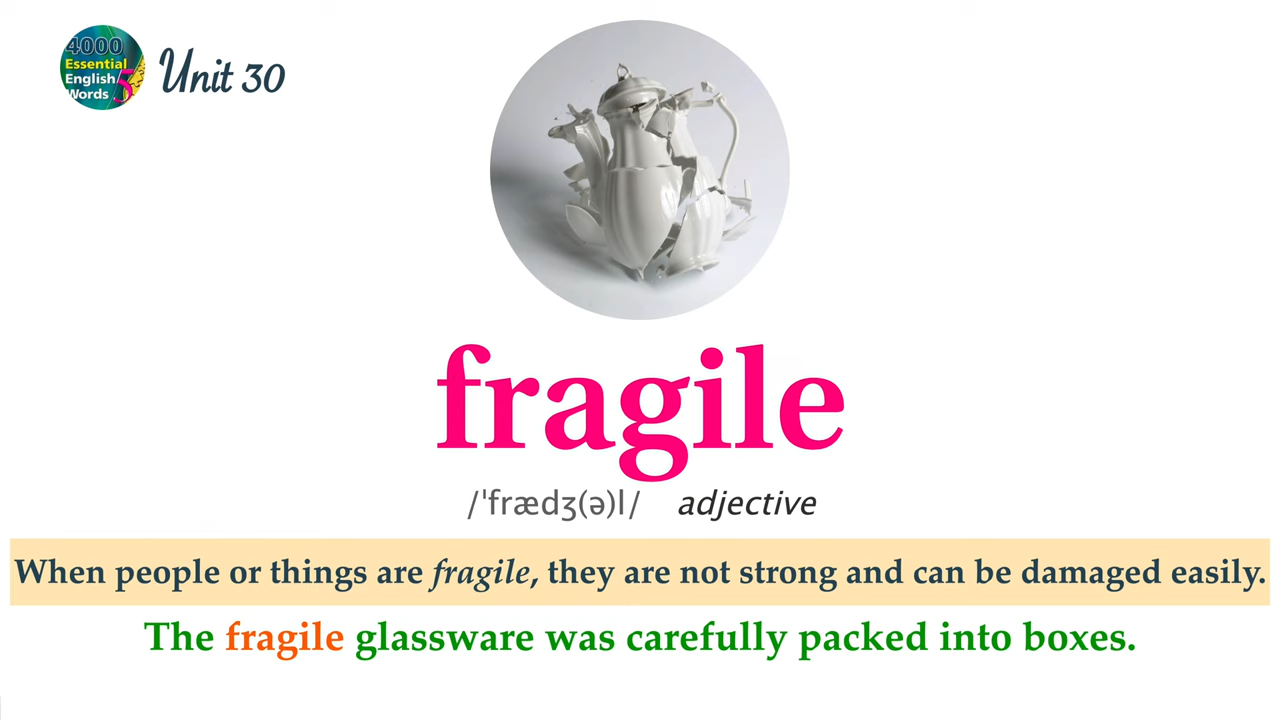 4000
Essential
English
Words 5
Unit 30
fragile
/ˈfrædʒ(ə)l/ adjective
When people or things are fragile, they are not strong and can be damaged easily.
The fragile glassware was carefully packed into boxes.